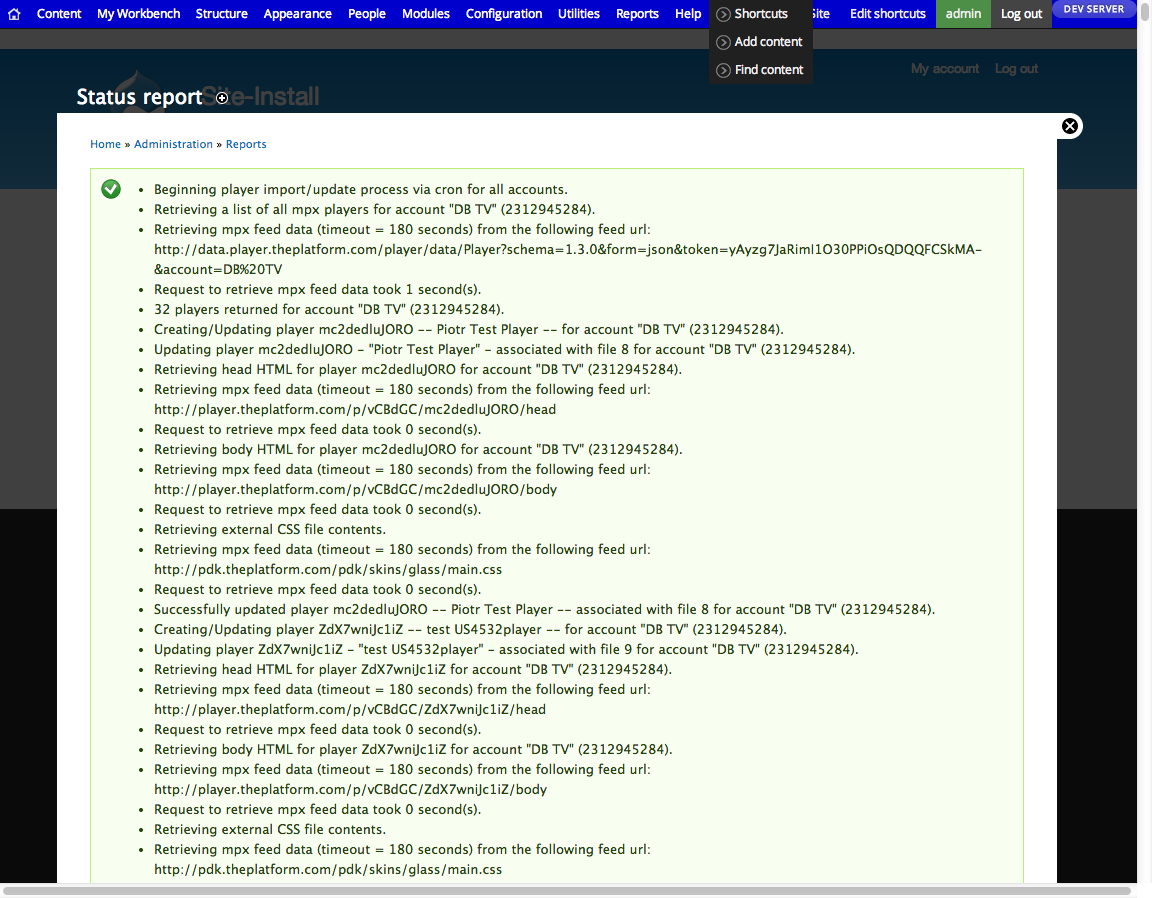 Content My Workbench Structure Appearance People Modules Configuration Utilities Reports Help Shortcuts Site Edit shortcuts admin Log out DEV SERVER
Add content
Find content
My account Log out
Status report Site-Install
Home » Administration » Reports
• Beginning player import/update process via cron for all accounts.
• Retrieving a list of all mpx players for account "DB TV" (2312945284).
• Retrieving mpx feed data (timeout = 180 seconds) from the following feed url:
http://data.player.theplatform.com/player/data/Player?schema=1.3.0&form=json&token=yAyzg7JaRimI1O30PPiOsQDQQFCSkMA-
&account=DB%20TV
• Request to retrieve mpx feed data took 1 second(s).
• 32 players returned for account "DB TV" (2312945284).
• Creating/Updating player mc2dedluJORO -- Piotr Test Player -- for account "DB TV" (2312945284).
• Updating player mc2dedluJORO - "Piotr Test Player" - associated with file 8 for account "DB TV" (2312945284).
• Retrieving head HTML for player mc2dedluJORO for account "DB TV" (2312945284).
• Retrieving mpx feed data (timeout = 180 seconds) from the following feed url:
http://player.theplatform.com/p/vCBdGC/mc2dedluJORO/head
• Request to retrieve mpx feed data took 0 second(s).
• Retrieving body HTML for player mc2dedluJORO for account "DB TV" (2312945284).
• Retrieving mpx feed data (timeout = 180 seconds) from the following feed url:
http://player.theplatform.com/p/vCBdGC/mc2dedluJORO/body
• Request to retrieve mpx feed data took 0 second(s).
• Retrieving external CSS file contents.
• Retrieving mpx feed data (timeout = 180 seconds) from the following feed url:
http://pdk.theplatform.com/pdk/skins/glass/main.css
• Request to retrieve mpx feed data took 0 second(s).
• Successfully updated player mc2dedluJORO -- Piotr Test Player -- associated with file 8 for account "DB TV" (2312945284).
• Creating/Updating player ZdX7wniJc1iZ -- test US4532player -- for account "DB TV" (2312945284).
• Updating player ZdX7wniJc1iZ - "test US4532player" - associated with file 9 for account "DB TV" (2312945284).
• Retrieving head HTML for player ZdX7wniJc1iZ for account "DB TV" (2312945284).
• Retrieving mpx feed data (timeout = 180 seconds) from the following feed url:
http://player.theplatform.com/p/vCBdGC/ZdX7wniJc1iZ/head
• Request to retrieve mpx feed data took 0 second(s).
• Retrieving body HTML for player ZdX7wniJc1iZ for account "DB TV" (2312945284).
• Retrieving mpx feed data (timeout = 180 seconds) from the following feed url:
http://player.theplatform.com/p/vCBdGC/ZdX7wniJc1iZ/body
• Request to retrieve mpx feed data took 0 second(s).
• Retrieving external CSS file contents.
• Retrieving mpx feed data (timeout = 180 seconds) from the following feed url:
http://pdk.theplatform.com/pdk/skins/glass/main.css